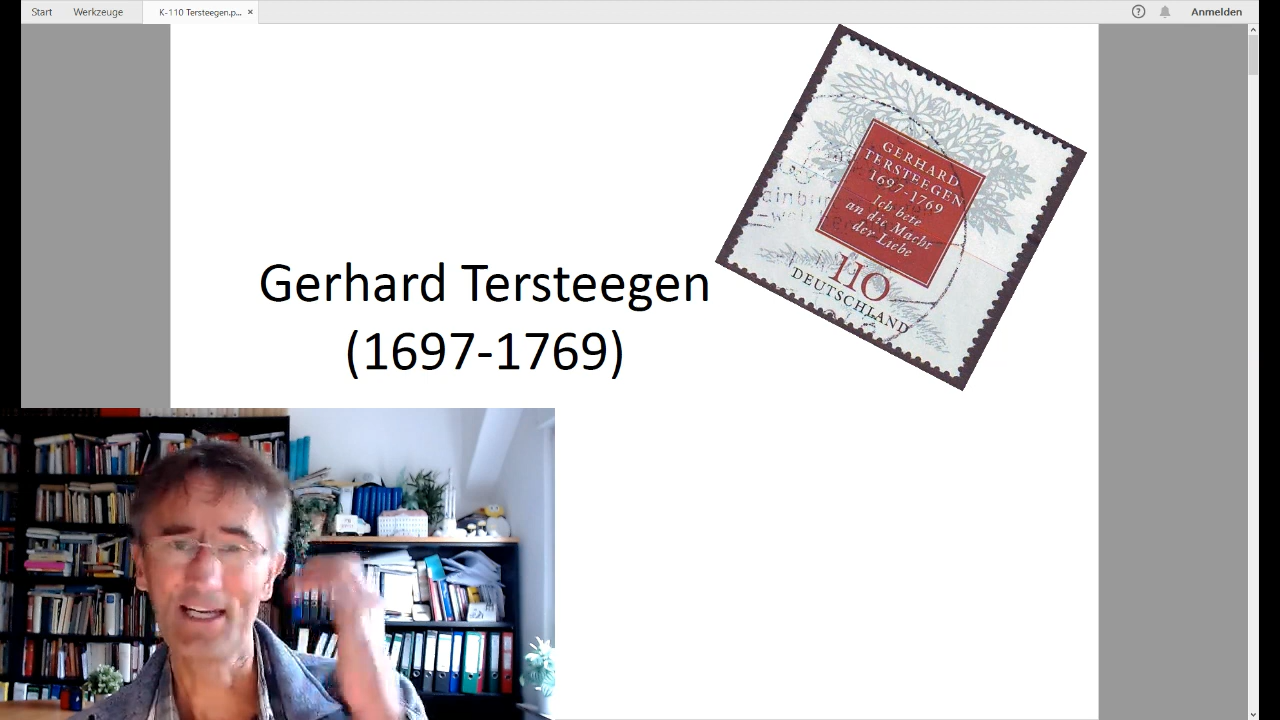 Start Werkzeuge K-110 Tersteegen.p... × Anmelden
GERHARD
TERSTEEGEN
1697-1769
Ich bete
an die Macht
der Liebe
110
DEUTSCHLAND
Gerhard Tersteegen
(1697-1769)